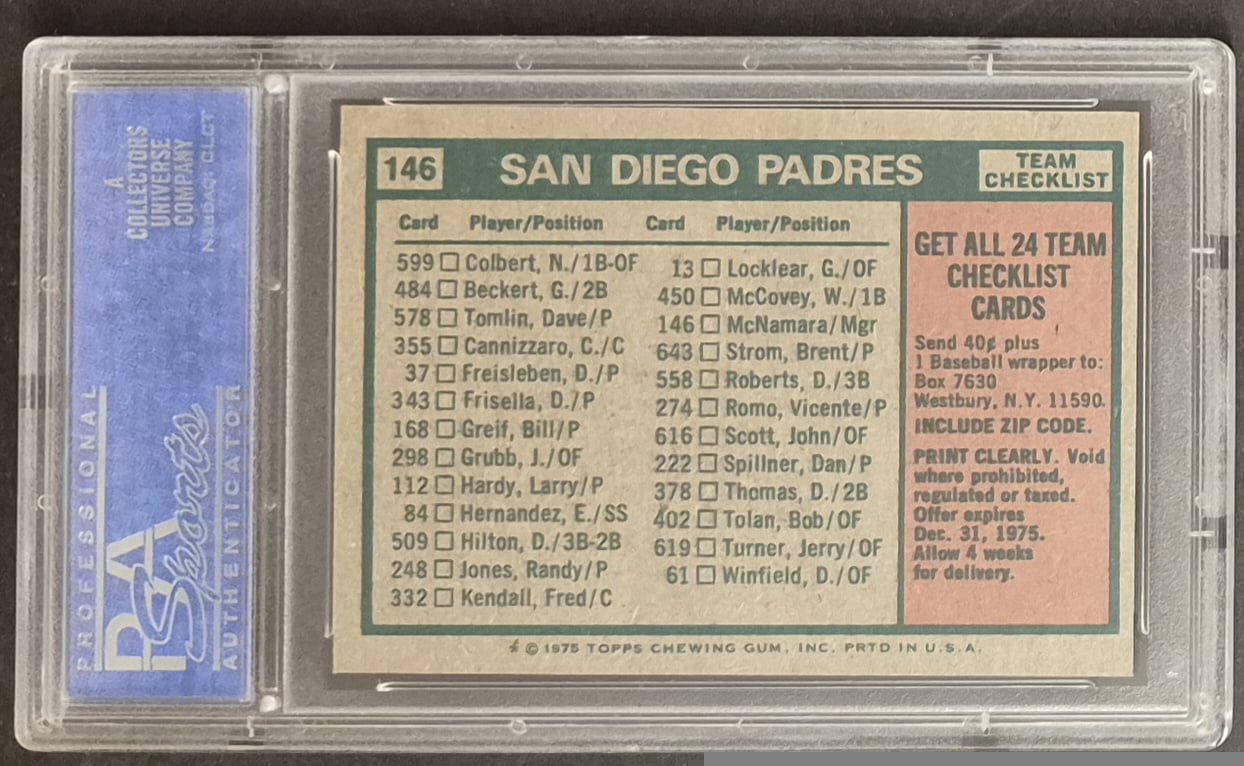 A
COLLECTORS
UNIVERSE
COMPANY
NASDAQ: CLCT
PROFESSIONAL
PSA
Sports
AUTHENTICATOR
146
SAN DIEGO PADRES
TEAM
CHECKLIST
Card Player/Position Card Player/Position
599 □ Colbert, N./1B-OF
484 □ Beckert, G./2B
578 □ Tomlin, Dave/P
355 □ Cannizzaro, C./C
37 □ Freisleben, D./P
343 □ Frisella, D./P
168 □ Greif, Bill/P
298 □ Grubb, J./OF
112 □ Hardy, Larry/P
84 □ Hernandez, E./SS
509 □ Hilton, D./3B-2B
248 □ Jones, Randy/P
332 □ Kendall, Fred/C
13 □ Locklear, G./OF
450 □ McCovey, W./1B
146 □ McNamara/Mgr
643 □ Strom, Brent/P
558 □ Roberts, D./3B
274 □ Romo, Vicente/P
616 □ Scott, John/OF
222 □ Spillner, Dan/P
378 □ Thomas, D./2B
402 □ Tolan, Bob/OF
619 □ Turner, Jerry/OF
61 □ Winfield, D./OF
GET ALL 24 TEAM
CHECKLIST
CARDS
Send 40¢ plus
1 Baseball wrapper to:
Box 7630
Westbury, N.Y. 11590.
INCLUDE ZIP CODE.
PRINT CLEARLY. Void
where prohibited,
regulated or taxed.
Offer expires
Dec. 31, 1975.
Allow 4 weeks
for delivery.
© 1975 TOPPS CHEWING GUM, INC. PRTD IN U.S.A.